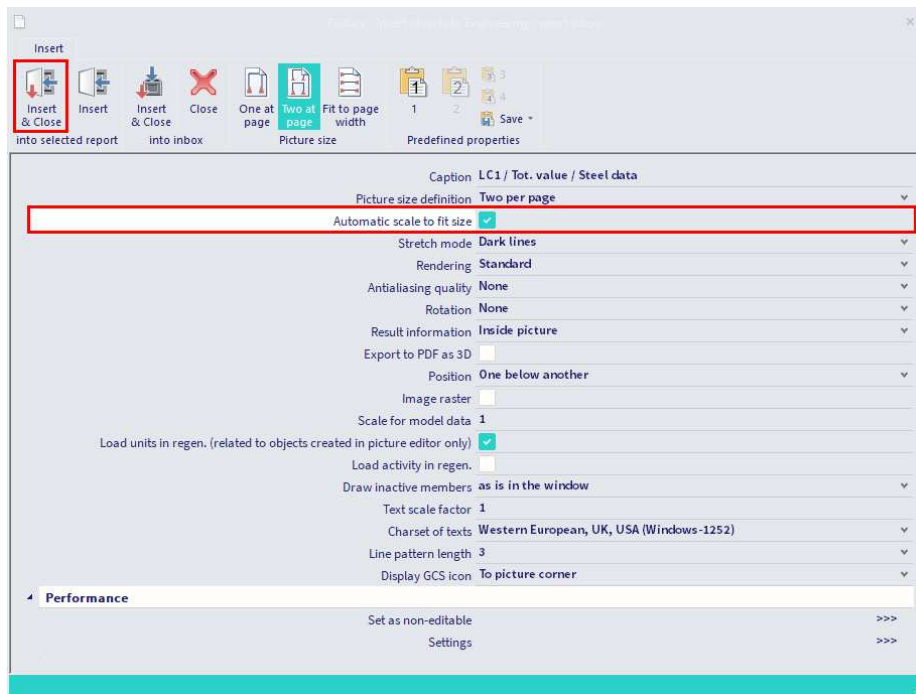 Insert
Insert & Close
Insert
Insert & Close
Close
One at page
Two at page
Fit to page width
1
2
3
4
Save
into selected report
into inbox
Picture size
Predefined properties
Caption LC1 / Tot. value / Steel data
Picture size definition Two per page
Automatic scale to fit size
Stretch mode Dark lines
Rendering Standard
Antialiasing quality None
Rotation None
Result information Inside picture
Export to PDF as 3D
Position One below another
Image raster
Scale for model data 1
Load units in regen. (related to objects created in picture editor only)
Load activity in regen.
Draw inactive members as is in the window
Text scale factor 1
Charset of texts Western European, UK, USA (Windows-1252)
Line pattern length 3
Display GCS icon To picture corner
Performance
Set as non-editable >>>
Settings >>>